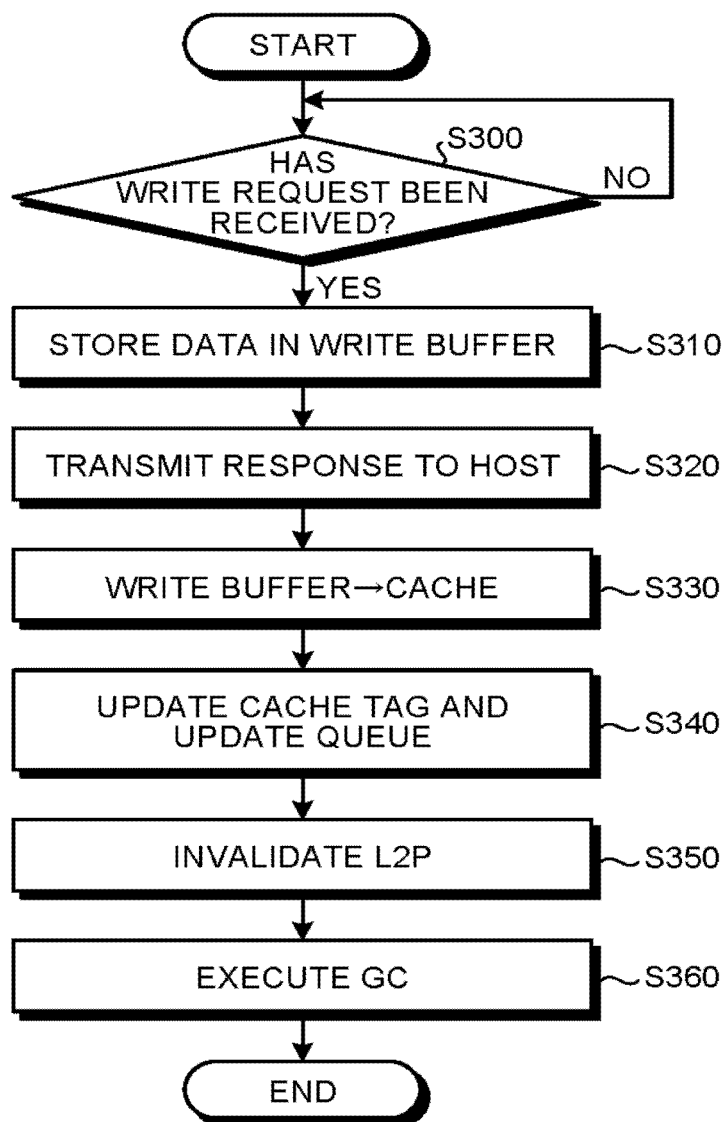 START
S300
HAS
WRITE REQUEST BEEN
RECEIVED?
NO
YES
STORE DATA IN WRITE BUFFER
S310
TRANSMIT RESPONSE TO HOST
S320
WRITE BUFFER→CACHE
S330
UPDATE CACHE TAG AND
UPDATE QUEUE
S340
INVALIDATE L2P
S350
EXECUTE GC
S360
END